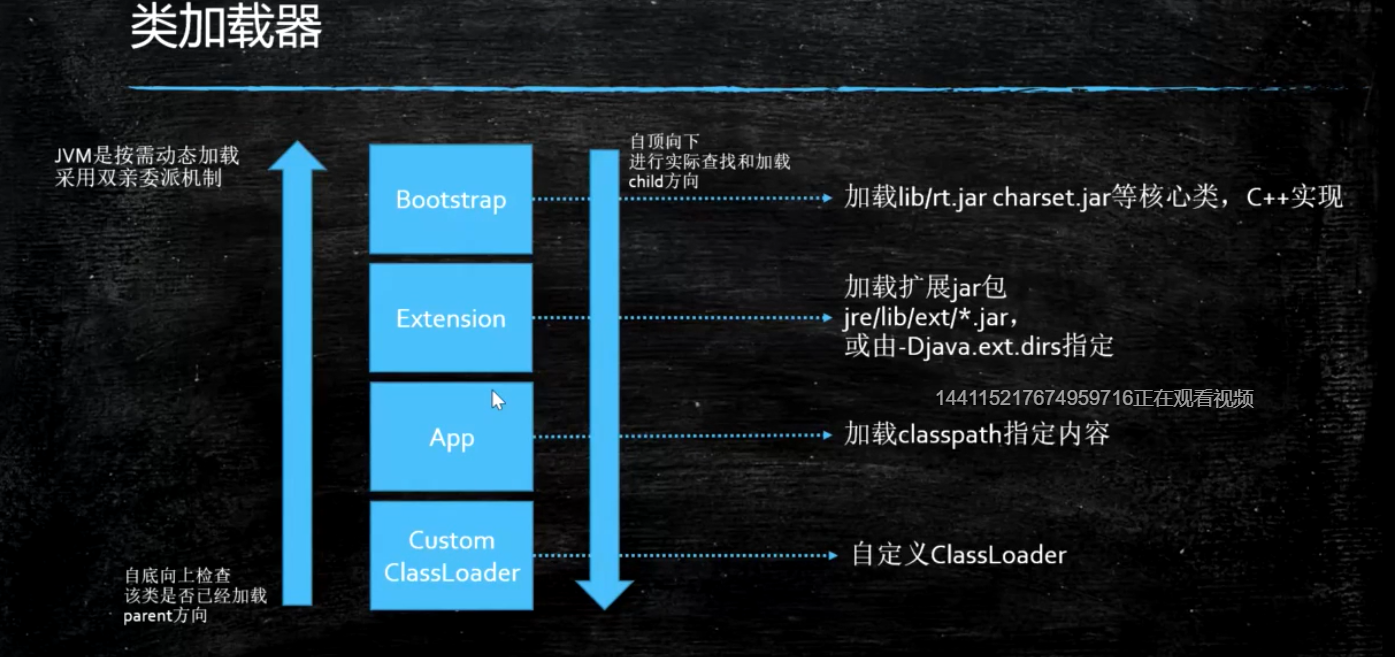 类加载器
JVM是按需动态加载
采用双亲委派机制
自顶向下
进行实际查找和加载
child方向
Bootstrap
加载lib/rt.jar charset.jar等核心类，C++实现
Extension
加载扩展jar包
jre/lib/ext/*.jar，
或由-Djava.ext.dirs指定
144115217674959716正在观看视频
App
加载classpath指定内容
Custom
ClassLoader
自定义ClassLoader
自底向上检查
该类是否已经加载
parent方向